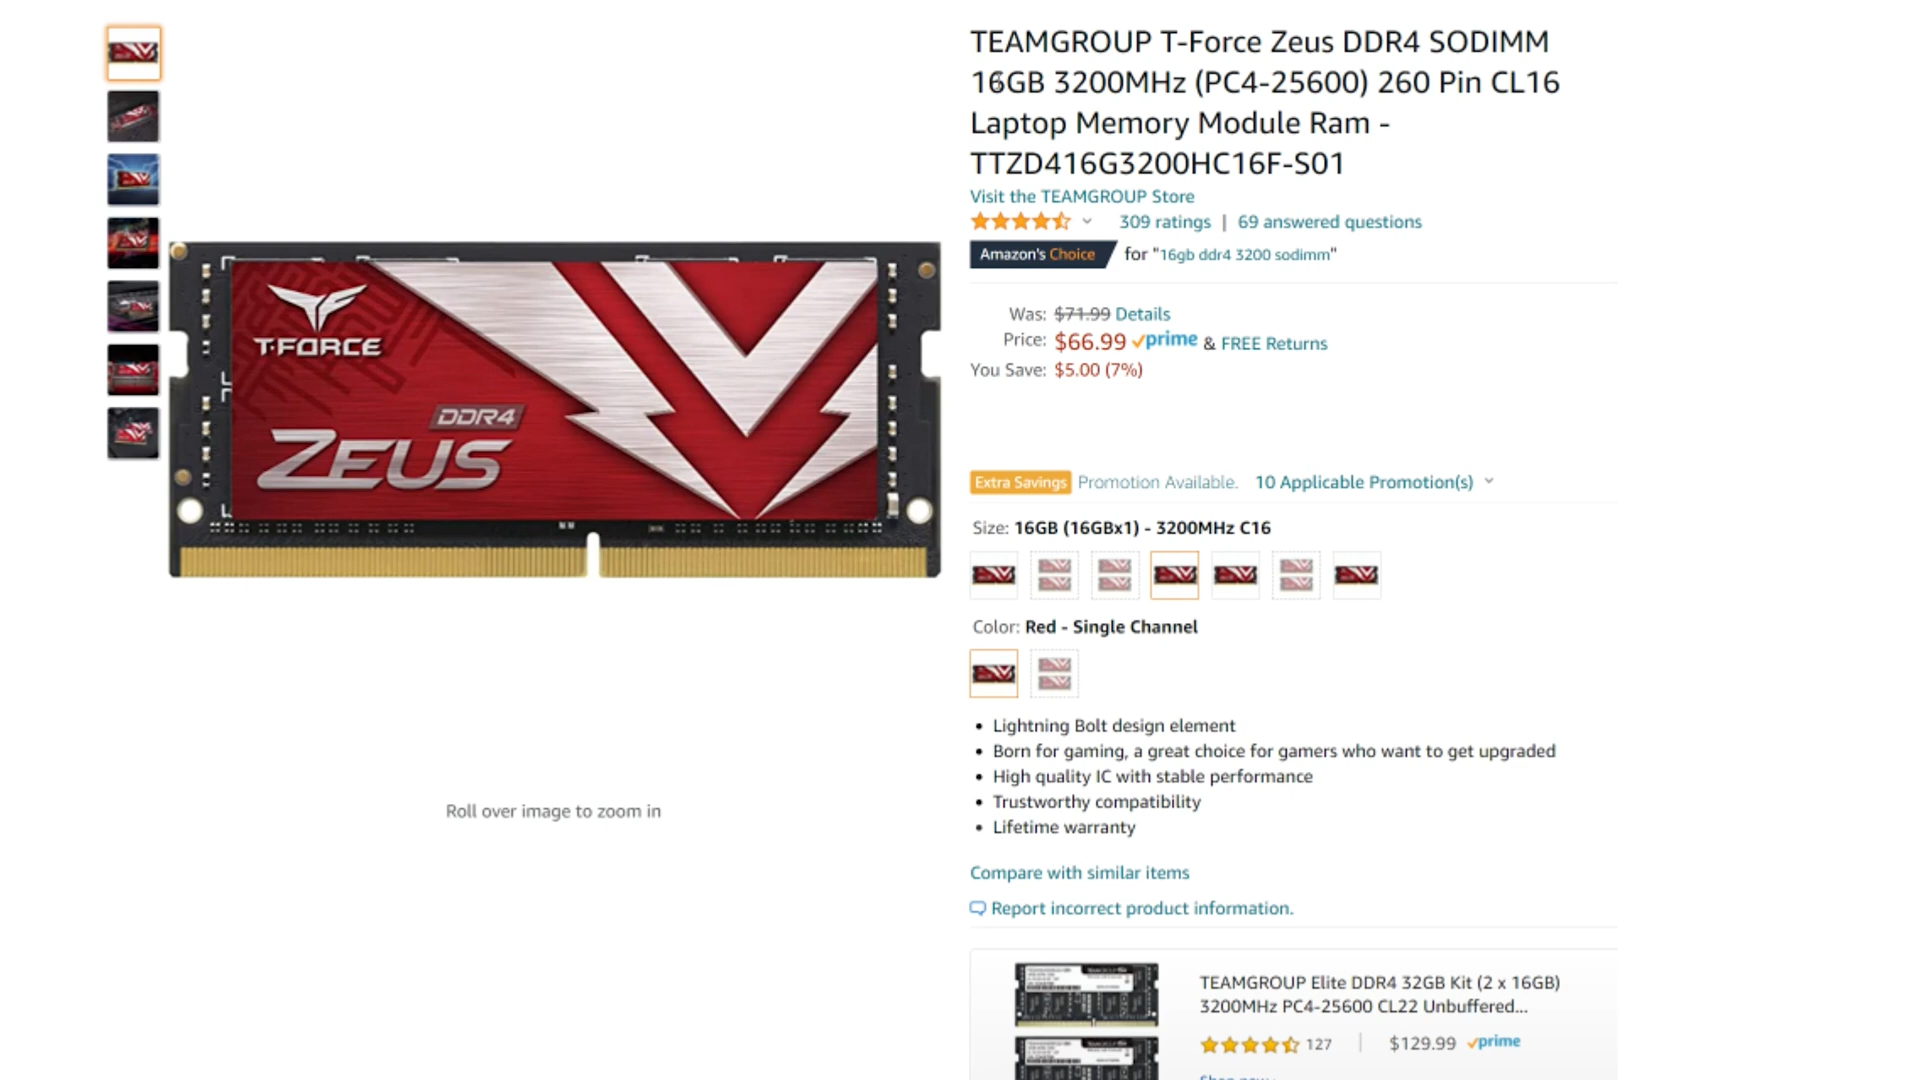 TEAMGROUP T-Force Zeus DDR4 SODIMM
16GB 3200MHz (PC4-25600) 260 Pin CL16
Laptop Memory Module Ram -
TTZD416G3200HC16F-S01
Visit the TEAMGROUP Store
309 ratings | 69 answered questions
Amazon's Choice for "16gb ddr4 3200 sodimm"
Was: $71.99 Details
Price: $66.99 prime & FREE Returns
You Save: $5.00 (7%)
T-FORCE
DDR4
ZEUS
Extra Savings Promotion Available. 10 Applicable Promotion(s)
Size: 16GB (16GBx1) - 3200MHz C16
Color: Red - Single Channel
• Lightning Bolt design element
• Born for gaming, a great choice for gamers who want to get upgraded
• High quality IC with stable performance
• Trustworthy compatibility
• Lifetime warranty
Roll over image to zoom in
Compare with similar items
Report incorrect product information.
TEAMGROUP Elite DDR4 32GB Kit (2 x 16GB)
3200MHz PC4-25600 CL22 Unbuffered...
127 | $129.99 prime